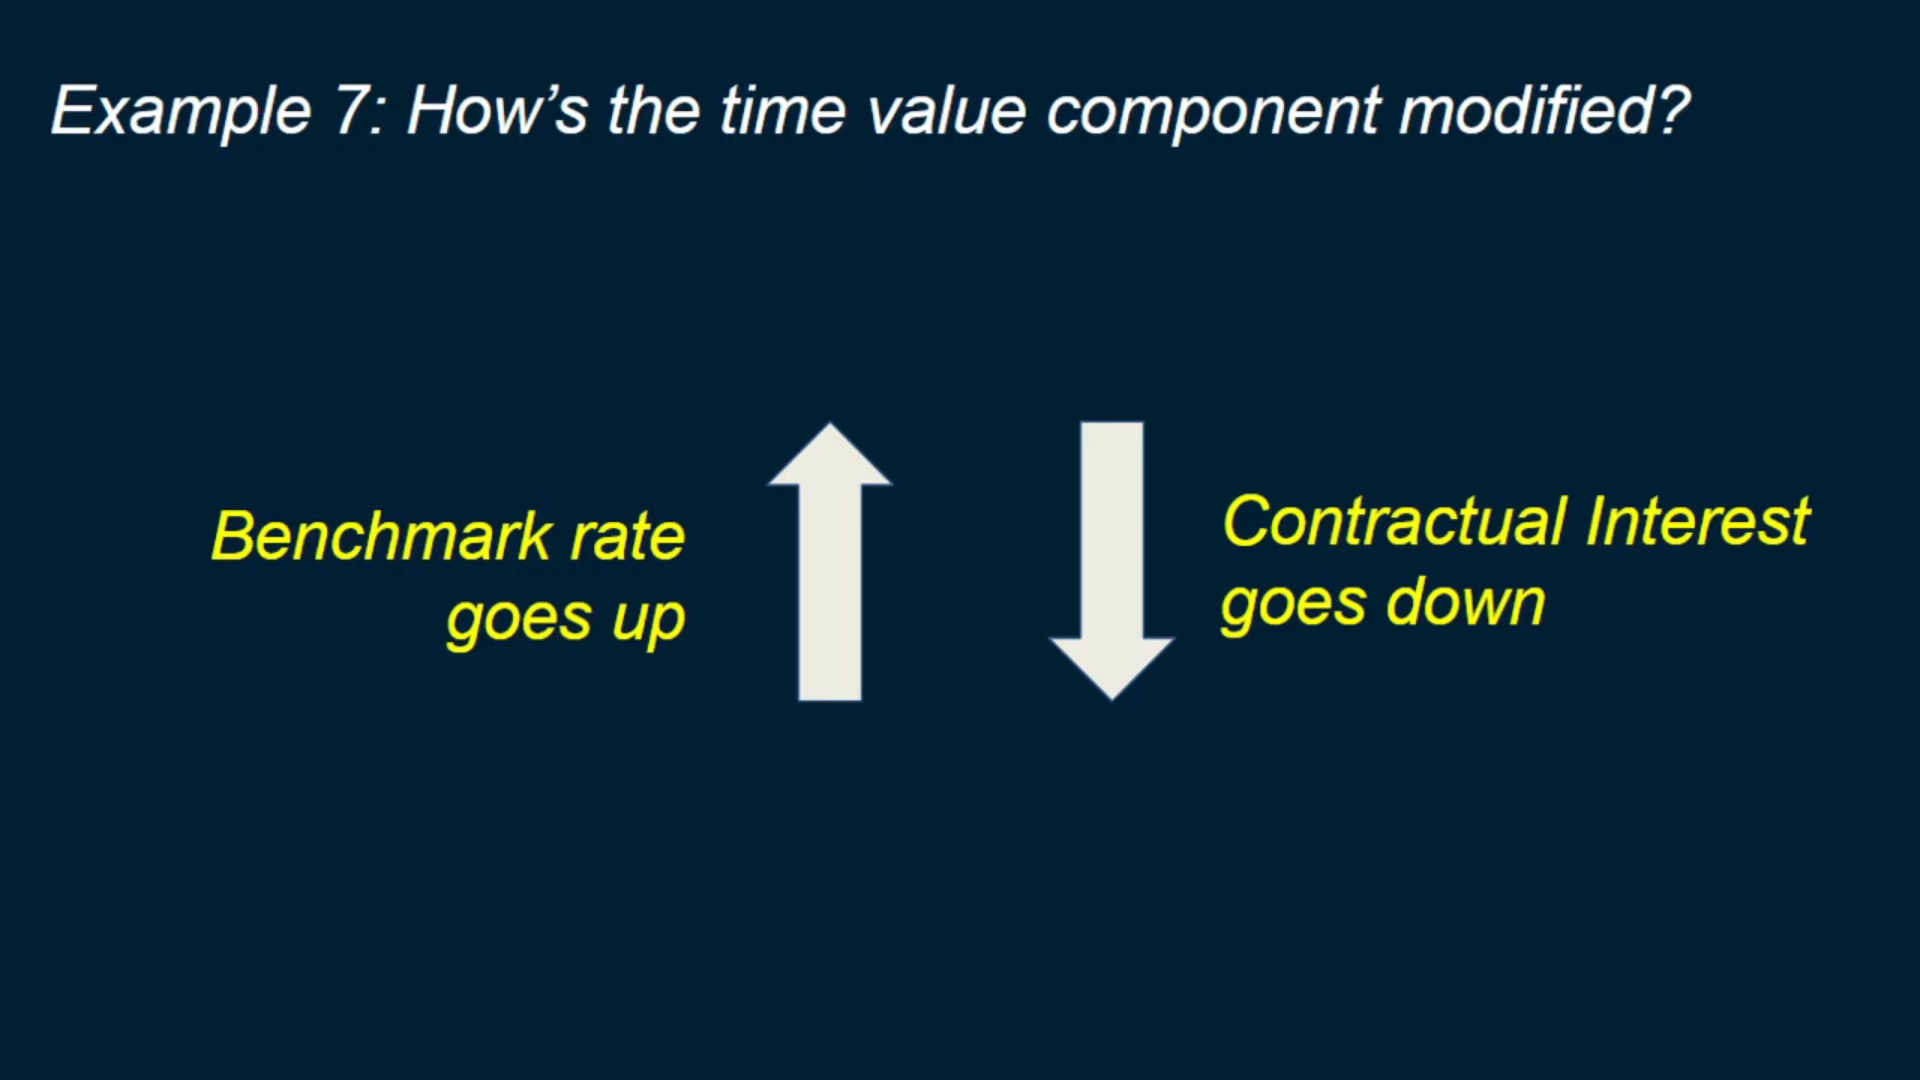 Example 7: How’s the time value component modified?
Benchmark rate
goes up
Contractual Interest
goes down